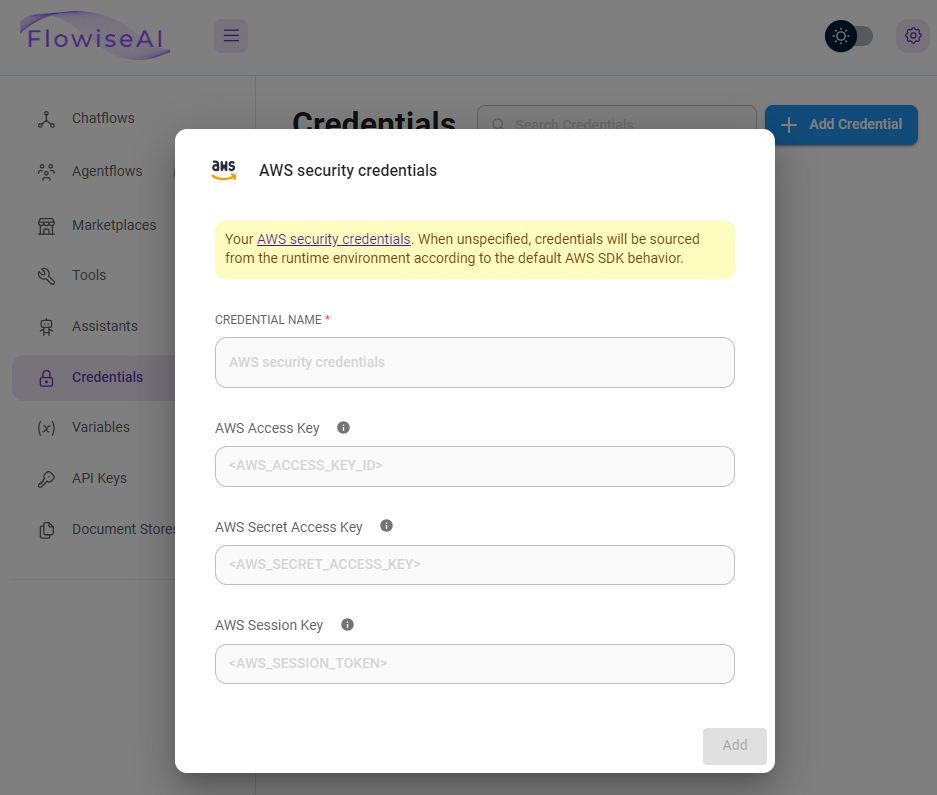 FlowiseAI
Chatflows
Agentflows
Marketplaces
Tools
Assistants
Credentials
Variables
API Keys
Document Stores
Credentials
Search Credentials
Add Credential
aws
AWS security credentials
Your AWS security credentials. When unspecified, credentials will be sourced
from the runtime environment according to the default AWS SDK behavior.
CREDENTIAL NAME *
AWS security credentials
AWS Access Key
<AWS_ACCESS_KEY_ID>
AWS Secret Access Key
<AWS_SECRET_ACCESS_KEY>
AWS Session Key
<AWS_SESSION_TOKEN>
Add